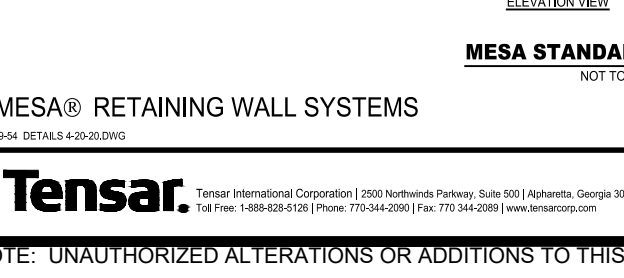 ELEVATION VIEW
MESA STANDA
NOT TO
MESA® RETAINING WALL SYSTEMS
9-54 DETAILS 4-20-20.DWG
Tensar.
Tensar International Corporation | 2500 Northwinds Parkway, Suite 500 | Alpharetta, Georgia 30
Toll Free: 1-888-828-5126 | Phone: 770-344-2090 | Fax: 770 344-2089 | www.tensarcorp.com
OTE: UNAUTHORIZED ALTERATIONS OR ADDITIONS TO THIS